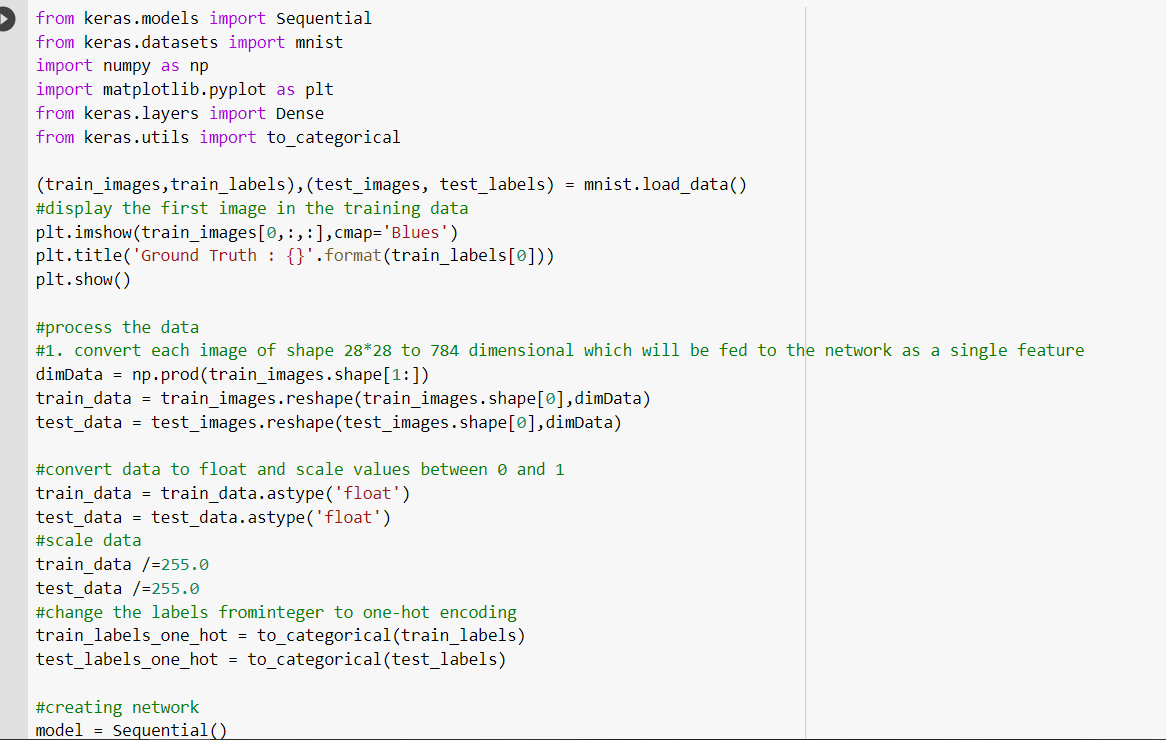 from keras.models import Sequential
from keras.datasets import mnist
import numpy as np
import matplotlib.pyplot as plt
from keras.layers import Dense
from keras.utils import to_categorical
(train_images,train_labels),(test_images, test_labels) = mnist.load_data()
#display the first image in the training data
plt.imshow(train_images[0,:,:],cmap='Blues')
plt.title('Ground Truth : {}'.format(train_labels[0]))
plt.show()
#process the data
#1. convert each image of shape 28*28 to 784 dimensional which will be fed to the network as a single feature
dimData = np.prod(train_images.shape[1:])
train_data = train_images.reshape(train_images.shape[0],dimData)
test_data = test_images.reshape(test_images.shape[0],dimData)
#convert data to float and scale values between 0 and 1
train_data = train_data.astype('float')
test_data = test_data.astype('float')
#scale data
train_data /=255.0
test_data /=255.0
#change the labels frominteger to one-hot encoding
train_labels_one_hot = to_categorical(train_labels)
test_labels_one_hot = to_categorical(test_labels)
#creating network
model = Sequential()